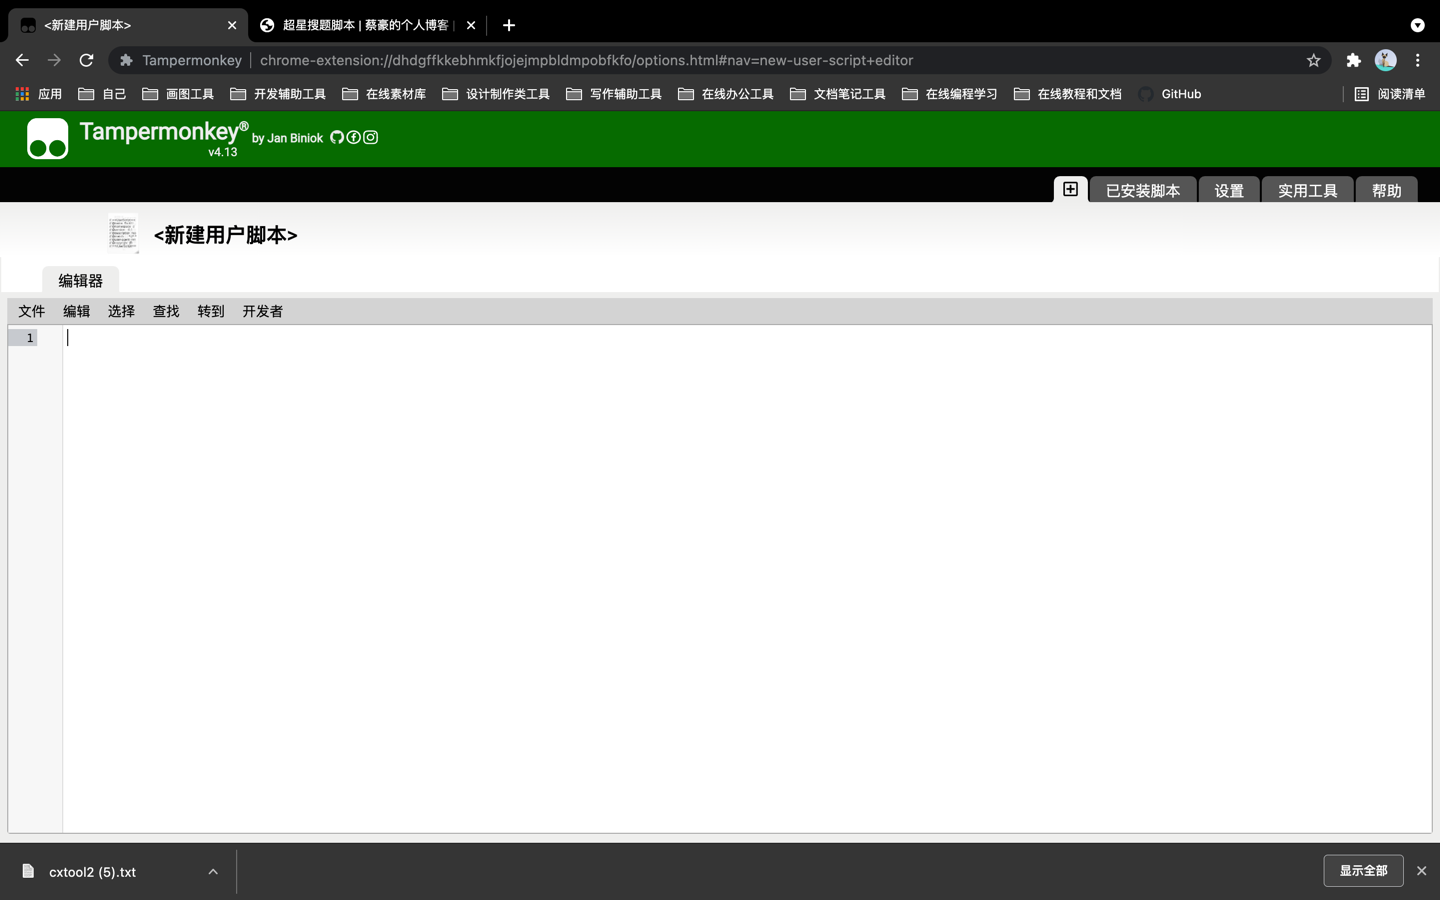 <新建用户脚本>
超星搜题脚本 | 蔡豪的个人博客 |
Tampermonkey | chrome-extension://dhdgffkkebhmkfjojejmpbldmpobfkfo/options.html#nav=new-user-script+editor
应用 自己 画图工具 开发辅助工具 在线素材库 设计制作类工具 写作辅助工具 在线办公工具 文档笔记工具 在线编程学习 在线教程和文档 GitHub 阅读清单
Tampermonkey® by Jan Biniok
v4.13
已安装脚本 设置 实用工具 帮助
<新建用户脚本>
编辑器
文件 编辑 选择 查找 转到 开发者
1
cxtool2 (5).txt
显示全部